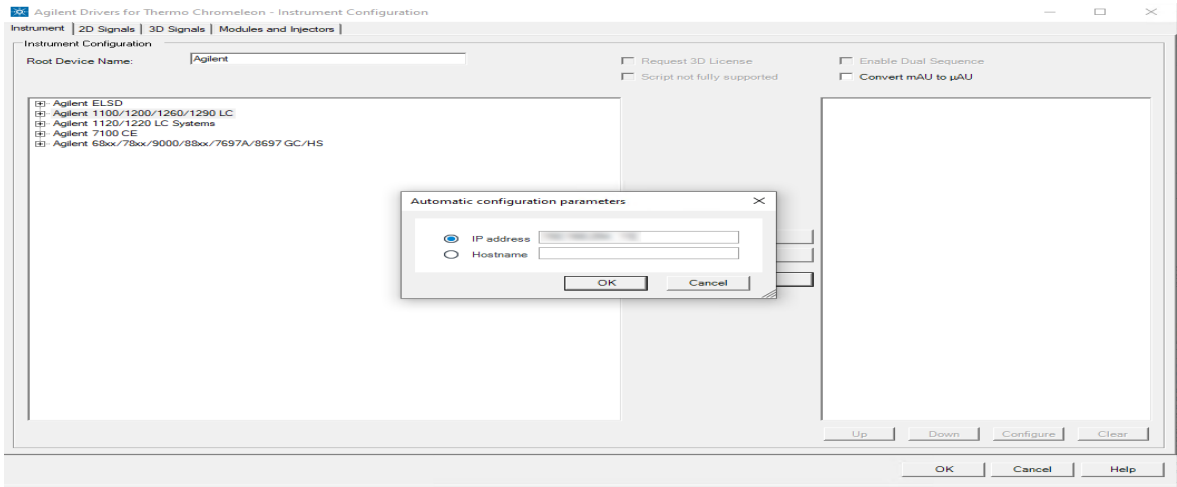 Agilent Drivers for Thermo Chromeleon - Instrument Configuration
Instrument 2D Signals 3D Signals Modules and Injectors
Instrument Configuration
Root Device Name: Agilent Request 3D License Enable Dual Sequence
Script not fully supported Convert mAU to µAU
Agilent ELSD
Agilent 1100/1200/1260/1290 LC
Agilent 1120/1220 LC Systems
Agilent 7100 CE
Agilent 68xx/78xx/9000/88xx/7697A/8697 GC/HS
Automatic configuration parameters
IP address
Hostname
OK Cancel
Up Down Configure Clear
OK Cancel Help